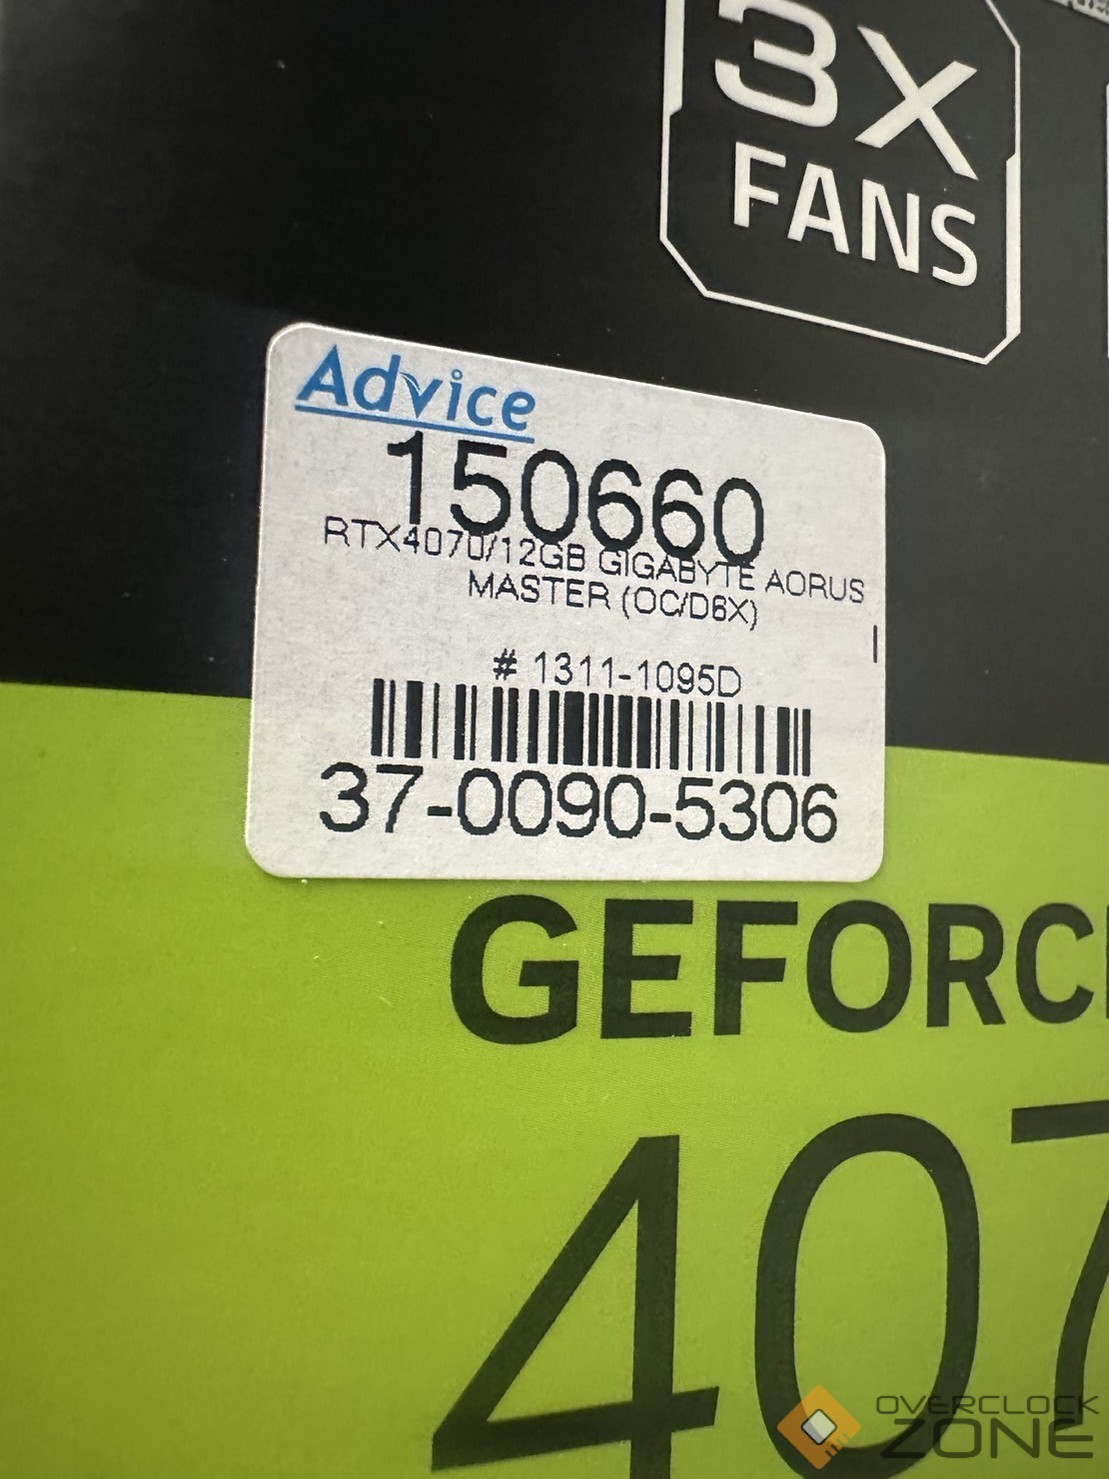 3X
FANS
Advice
150660
RTX4070/12GB GIGABYTE AORUS
MASTER (OC/D6X)
# 1311-1095D
37-0090-5306
GEFORC
407
OVERCLOCK
ZONE